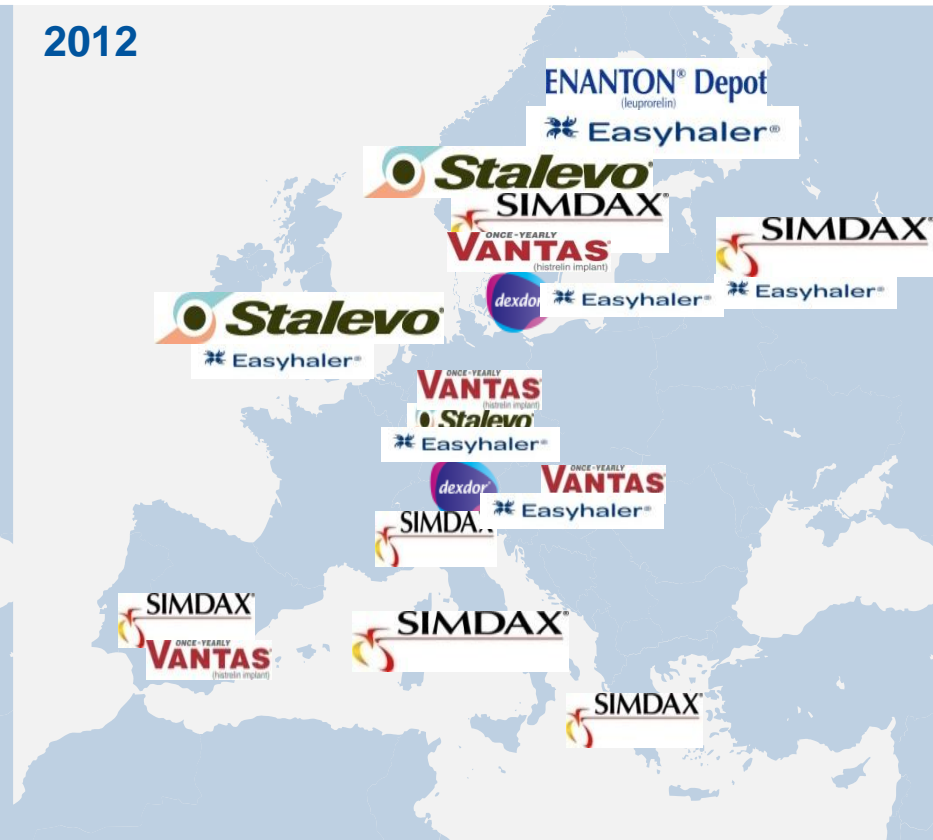 2012
ENANTON® Depot
(leuprorelin)
Easyhaler®
Stalevo®
SIMDAX®
ONCE-YEARLY
VANTAS®
(histrelin implant)
dexdor
Easyhaler®
SIMDAX®
Easyhaler®
Stalevo®
Easyhaler®
ONCE-YEARLY
VANTAS®
(histrelin implant)
Stalevo®
Easyhaler®
dexdor®
ONCE-YEARLY
VANTAS®
Easyhaler®
SIMDAX
SIMDAX®
ONCE-YEARLY
VANTAS®
(histrelin implant)
SIMDAX®
SIMDAX®